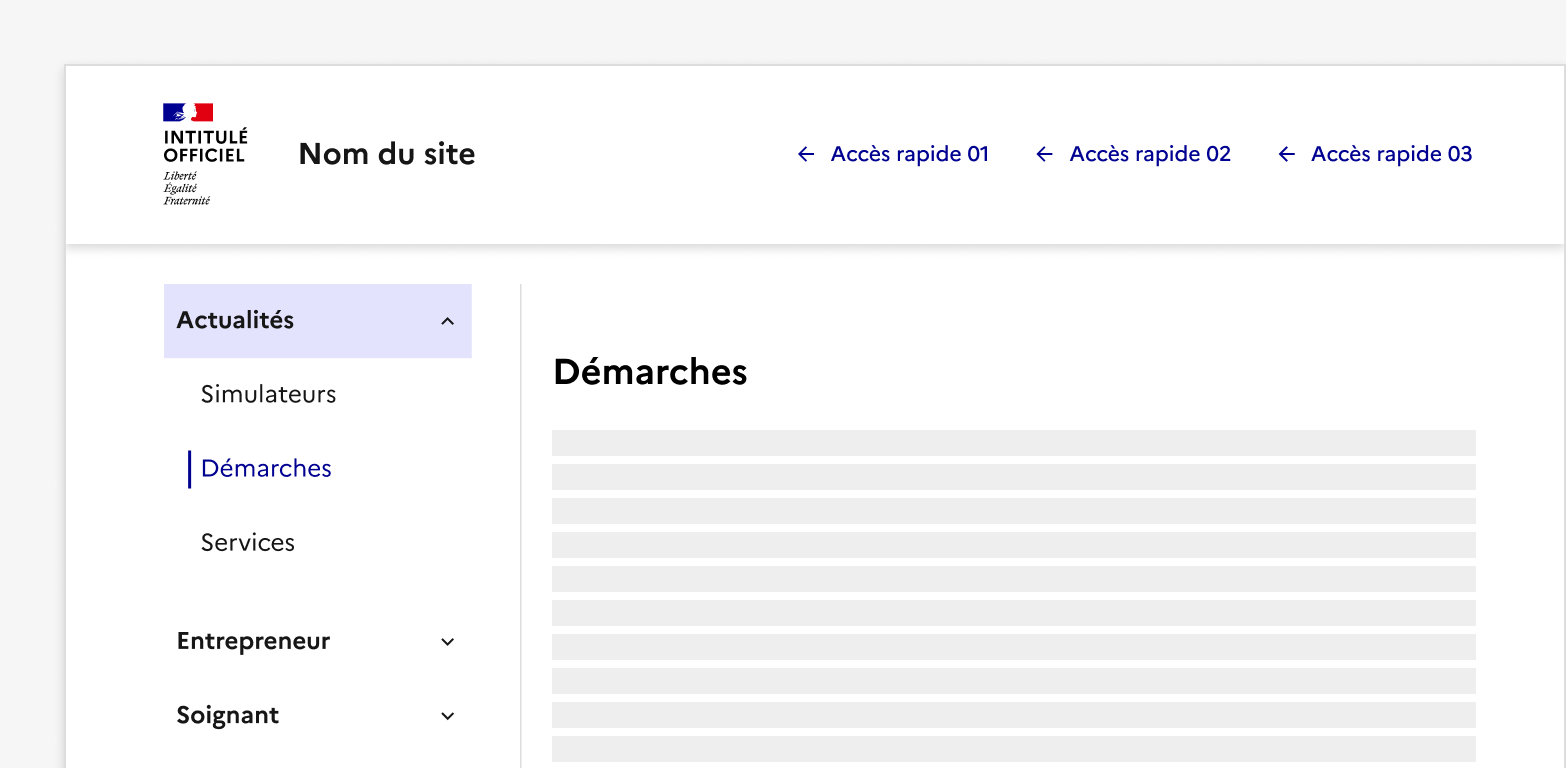 INTITULÉ
OFFICIEL
Liberté
Égalité
Fraternité
Nom du site
Accès rapide 01
Accès rapide 02
Accès rapide 03
Actualités
Simulateurs
Démarches
Services
Entrepreneur
Soignant
Démarches